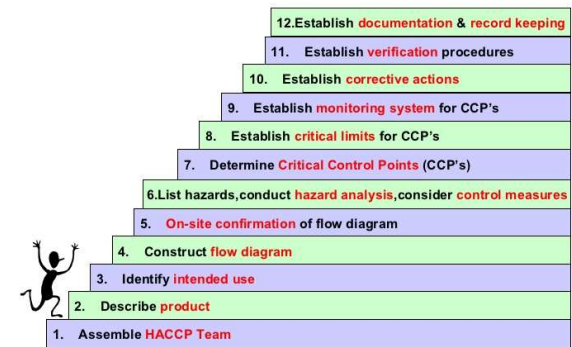 12.Establish documentation & record keeping
11. Establish verification procedures
10. Establish corrective actions
9. Establish monitoring system for CCP's
8. Establish critical limits for CCP's
7. Determine Critical Control Points (CCP's)
6.List hazards,conduct hazard analysis,consider control measures
5. On-site confirmation of flow diagram
4. Construct flow diagram
3. Identify intended use
2. Describe product
1. Assemble HACCP Team